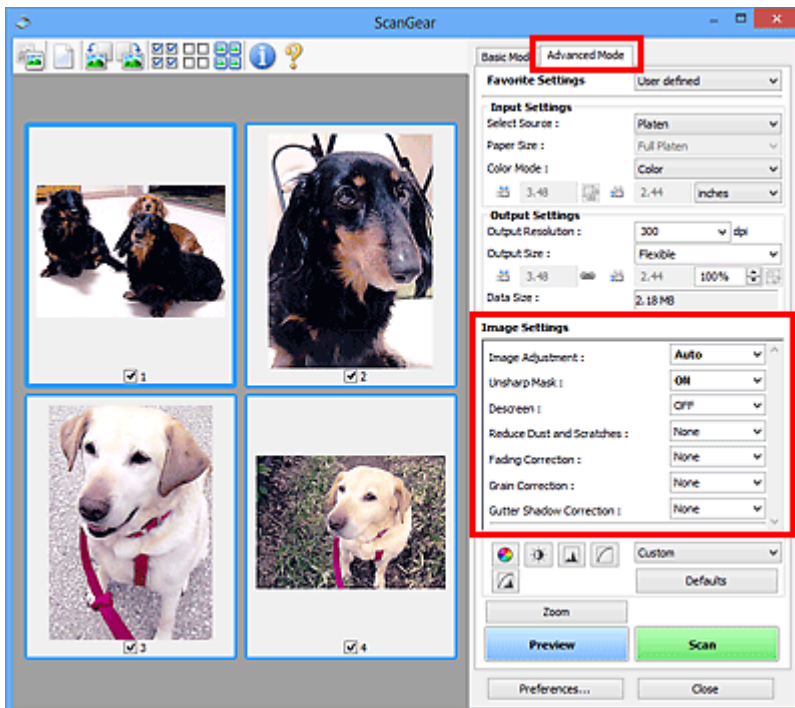 ScanGear
Basic Mode Advanced Mode
Favorite Settings User defined
Input Settings
Select Source : Platen
Paper Size : Full Platen
Color Mode : Color
3.48 2.44 inches
Output Settings
Output Resolution : 300 dpi
Output Size : Flexible
3.48 2.44 100%
Data Size : 2.18 MB
Image Settings
Image Adjustment : Auto
Unsharp Mask : ON
Descreen : OFF
Reduce Dust and Scratches : None
Fading Correction : None
Grain Correction : None
Gutter Shadow Correction : None
Custom
Defaults
Zoom
Preview Scan
Preferences... Close
1
2
3
4